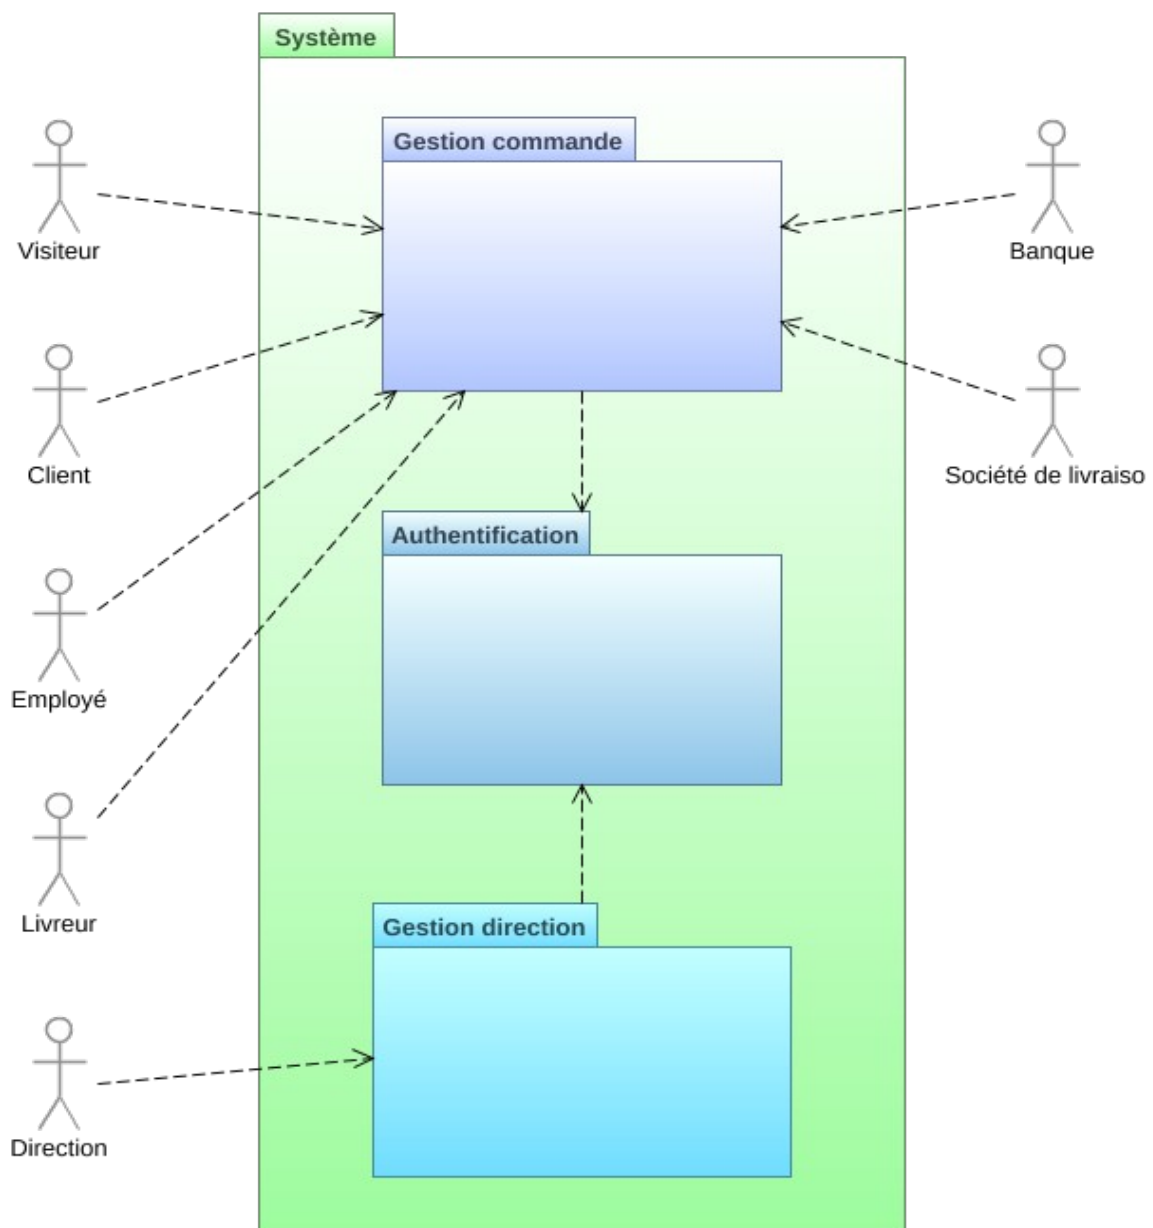 Système
Gestion commande
Visiteur
Banque
Client
Société de livraiso
Authentification
Employé
Livreur
Gestion direction
Direction